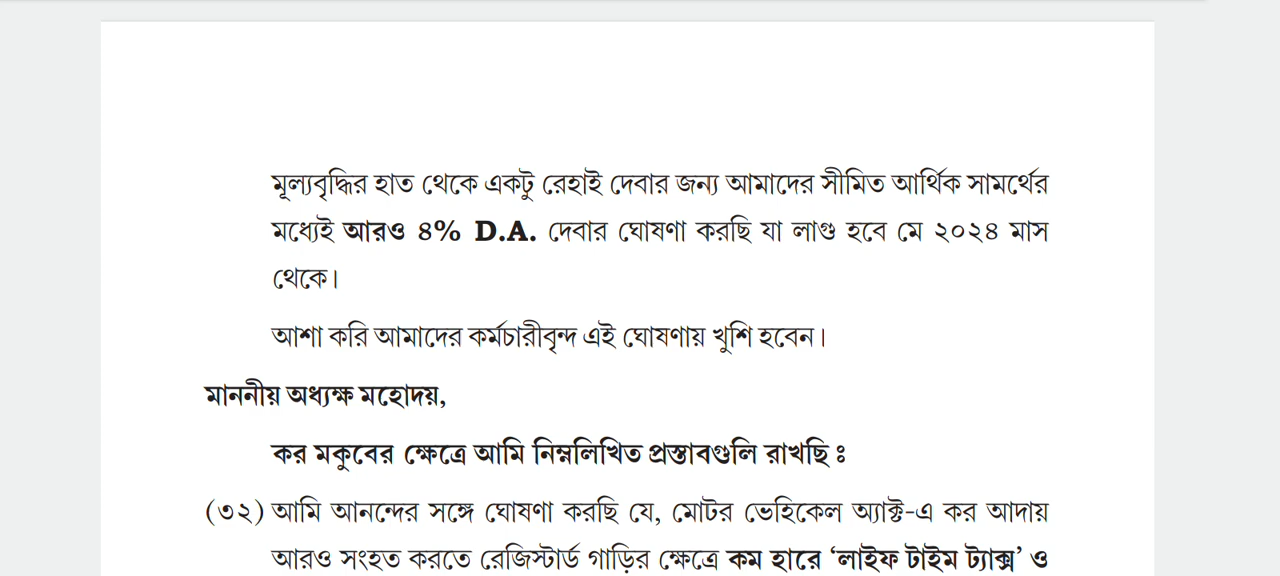 মূল্যবৃদ্ধির হাত থেকে একটু রেহাই দেবার জন্য আমাদের সীমিত আর্থিক সামর্থের
মধ্যেই আরও ৪% D.A. দেবার ঘোষণা করছি যা লাগু হবে মে ২০২৪ মাস
থেকে।
আশা করি আমাদের কর্মচারীবৃন্দ এই ঘোষণায় খুশি হবেন।
মাননীয় অধ্যক্ষ মহোদয়,
কর মকুবের ক্ষেত্রে আমি নিম্নলিখিত প্রস্তাবগুলি রাখছি ঃ
(৩২) আমি আনন্দের সঙ্গে ঘোষণা করছি যে, মোটর ভেহিকেল অ্যাক্ট-এ কর আদায়
আরও সংহত করতে রেজিস্টার্ড গাড়ির ক্ষেত্রে কম হারে ‘লাইফ টাইম ট্যাক্স’ ও